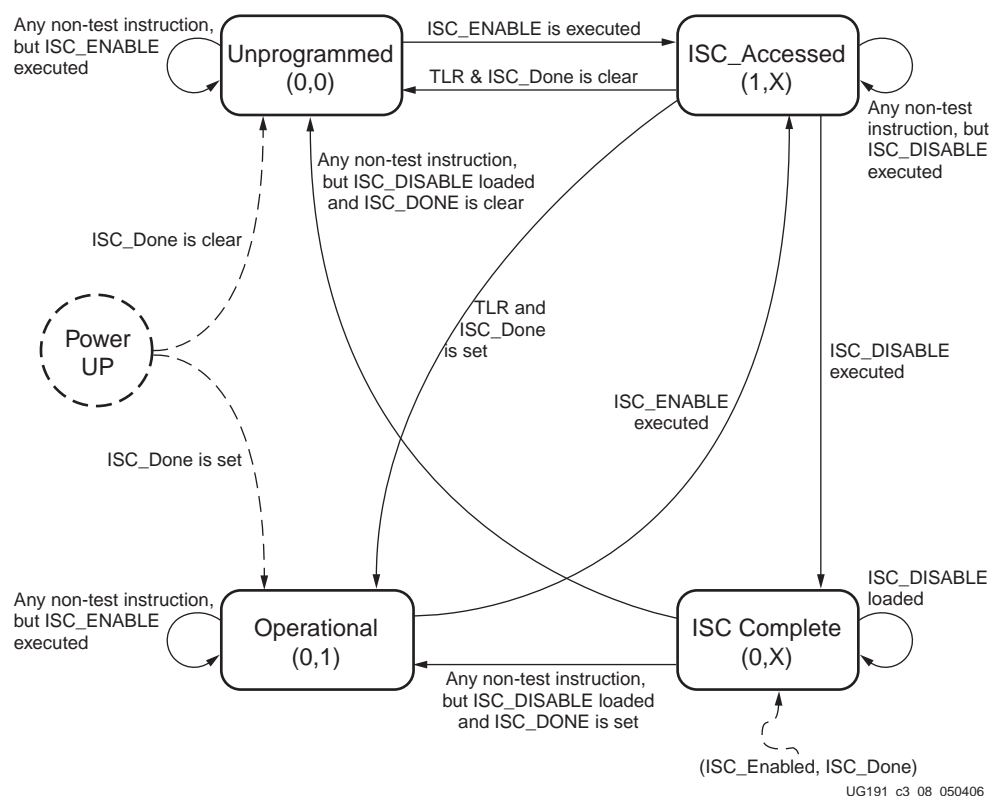 Any non-test instruction,
but ISC_ENABLE
executed
Unprogrammed
(0,0)
ISC_ENABLE is executed
TLR & ISC_Done is clear
ISC_Accessed
(1,X)
Any non-test
instruction, but
ISC_DISABLE
executed
Any non-test instruction,
but ISC_DISABLE loaded
and ISC_DONE is clear
ISC_Done is clear
Power
UP
TLR and
ISC_Done
is set
ISC_DISABLE
executed
ISC_ENABLE
executed
ISC_Done is set
Any non-test instruction,
but ISC_ENABLE
executed
Operational
(0,1)
ISC Complete
(0,X)
ISC_DISABLE
loaded
Any non-test instruction,
but ISC_DISABLE loaded
and ISC_DONE is set
(ISC_Enabled, ISC_Done)
UG191_c3_08_050406